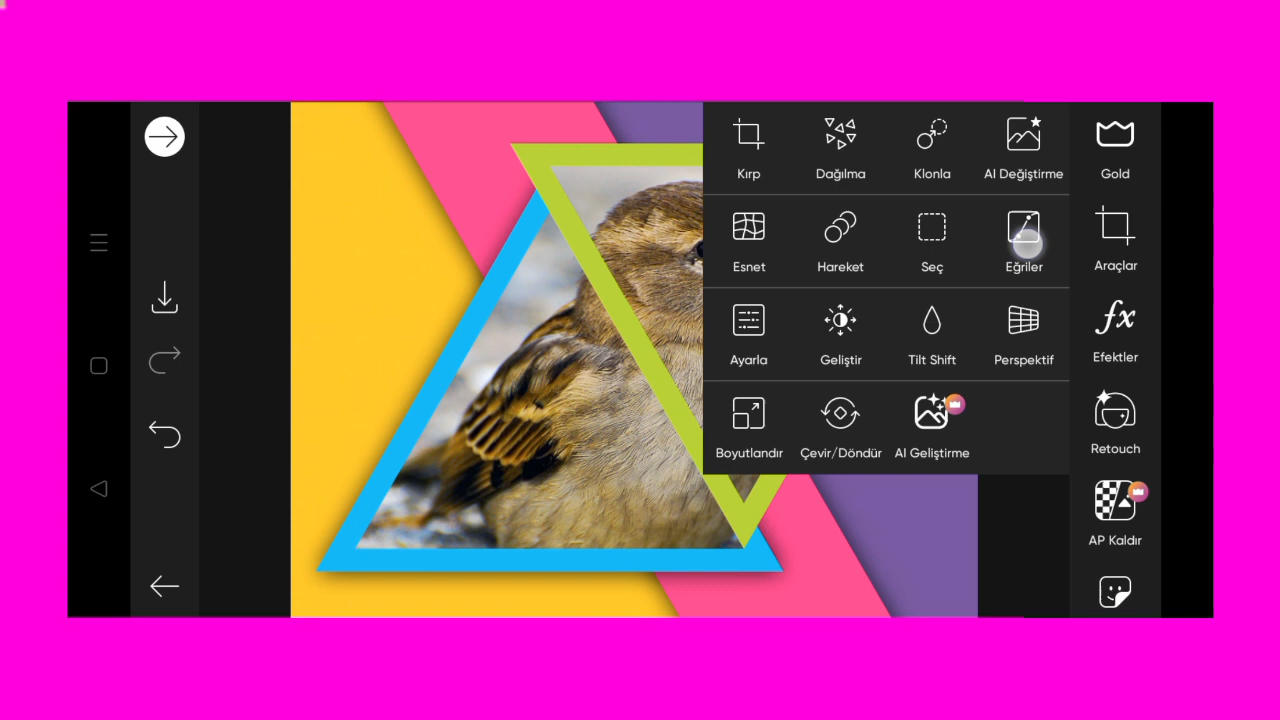 Kırp Dağılma Klonla AI Değiştirme
Esnet Hareket Seç Eğriler
Ayarla Geliştir Tilt Shift Perspektif
Boyutlandır Çevir/Döndür AI Geliştirme
Gold
Araçlar
fx
Efektler
Retouch
AP Kaldır